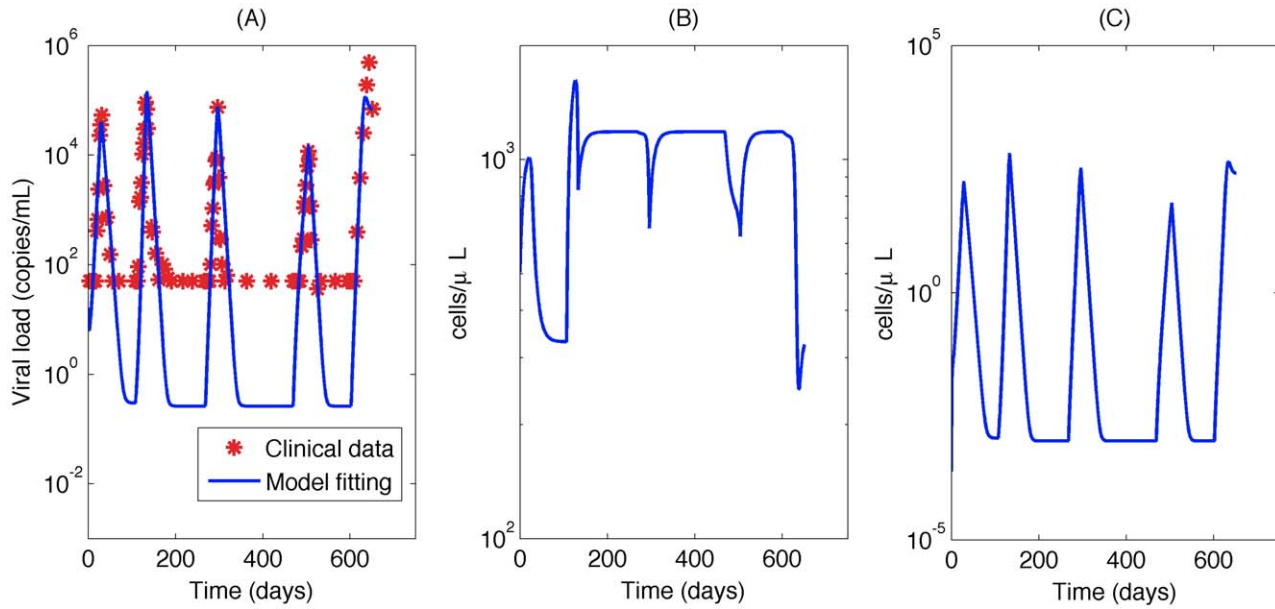 (A)
(B)
(C)
Viral load (copies/mL)
10^6
10^4
10^2
10^0
10^-2
Clinical data
Model fitting
0 200 400 600
Time (days)
cells/μ L
10^3
10^2
0 200 400 600
Time (days)
cells/μ L
10^5
10^0
10^-5
0 200 400 600
Time (days)